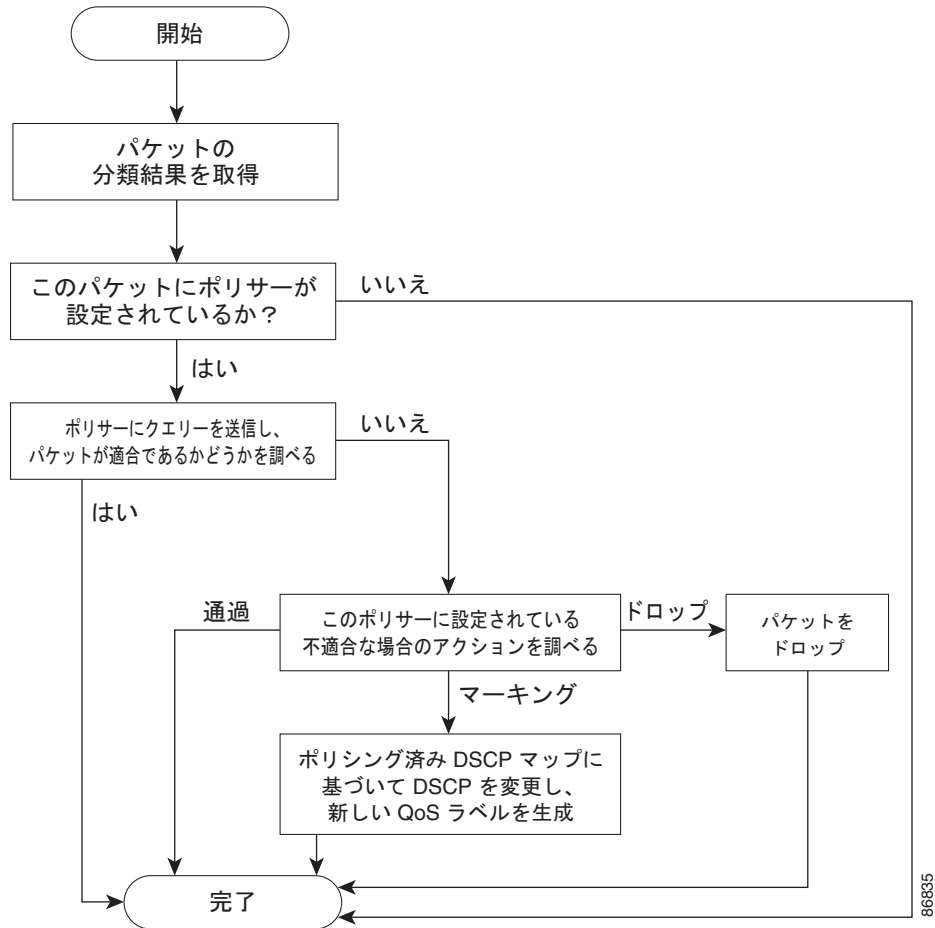 開始
パケットの
分類結果を取得
このパケットにポリサーが
設定されているか？
いいえ
はい
ポリサーにクエリーを送信し、
パケットが適合であるかどうかを調べる
いいえ
はい
通過
このポリサーに設定されている
不適合な場合のアクションを調べる
ドロップ
パケットを
ドロップ
マーキング
ポリシング済み DSCP マップに
基づいて DSCP を変更し、
新しい QoS ラベルを生成
完了
86835